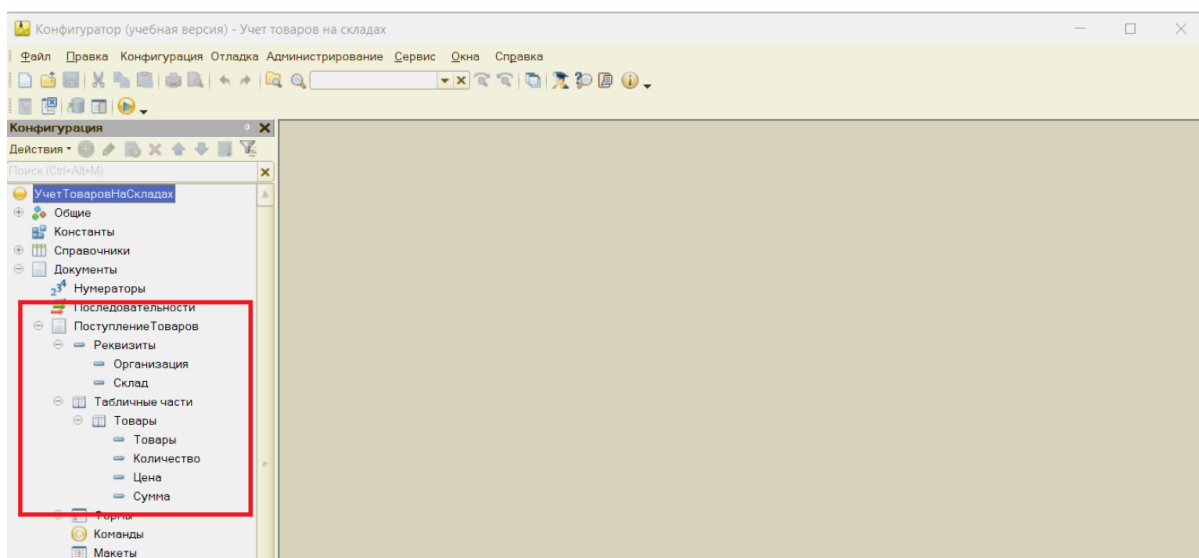 Конфигуратор (учебная версия) - Учет товаров на складах
Файл Правка Конфигурация Отладка Администрирование Сервис Окна Справка
Конфигурация
Действия
Поиск (Ctrl+Alt+M)
УчетТоваровНаСкладах
Общие
Константы
Справочники
Документы
Нумераторы
Последовательности
ПоступлениеТоваров
Реквизиты
Организация
Склад
Табличные части
Товары
Товары
Количество
Цена
Сумма
Формы
Команды
Макеты